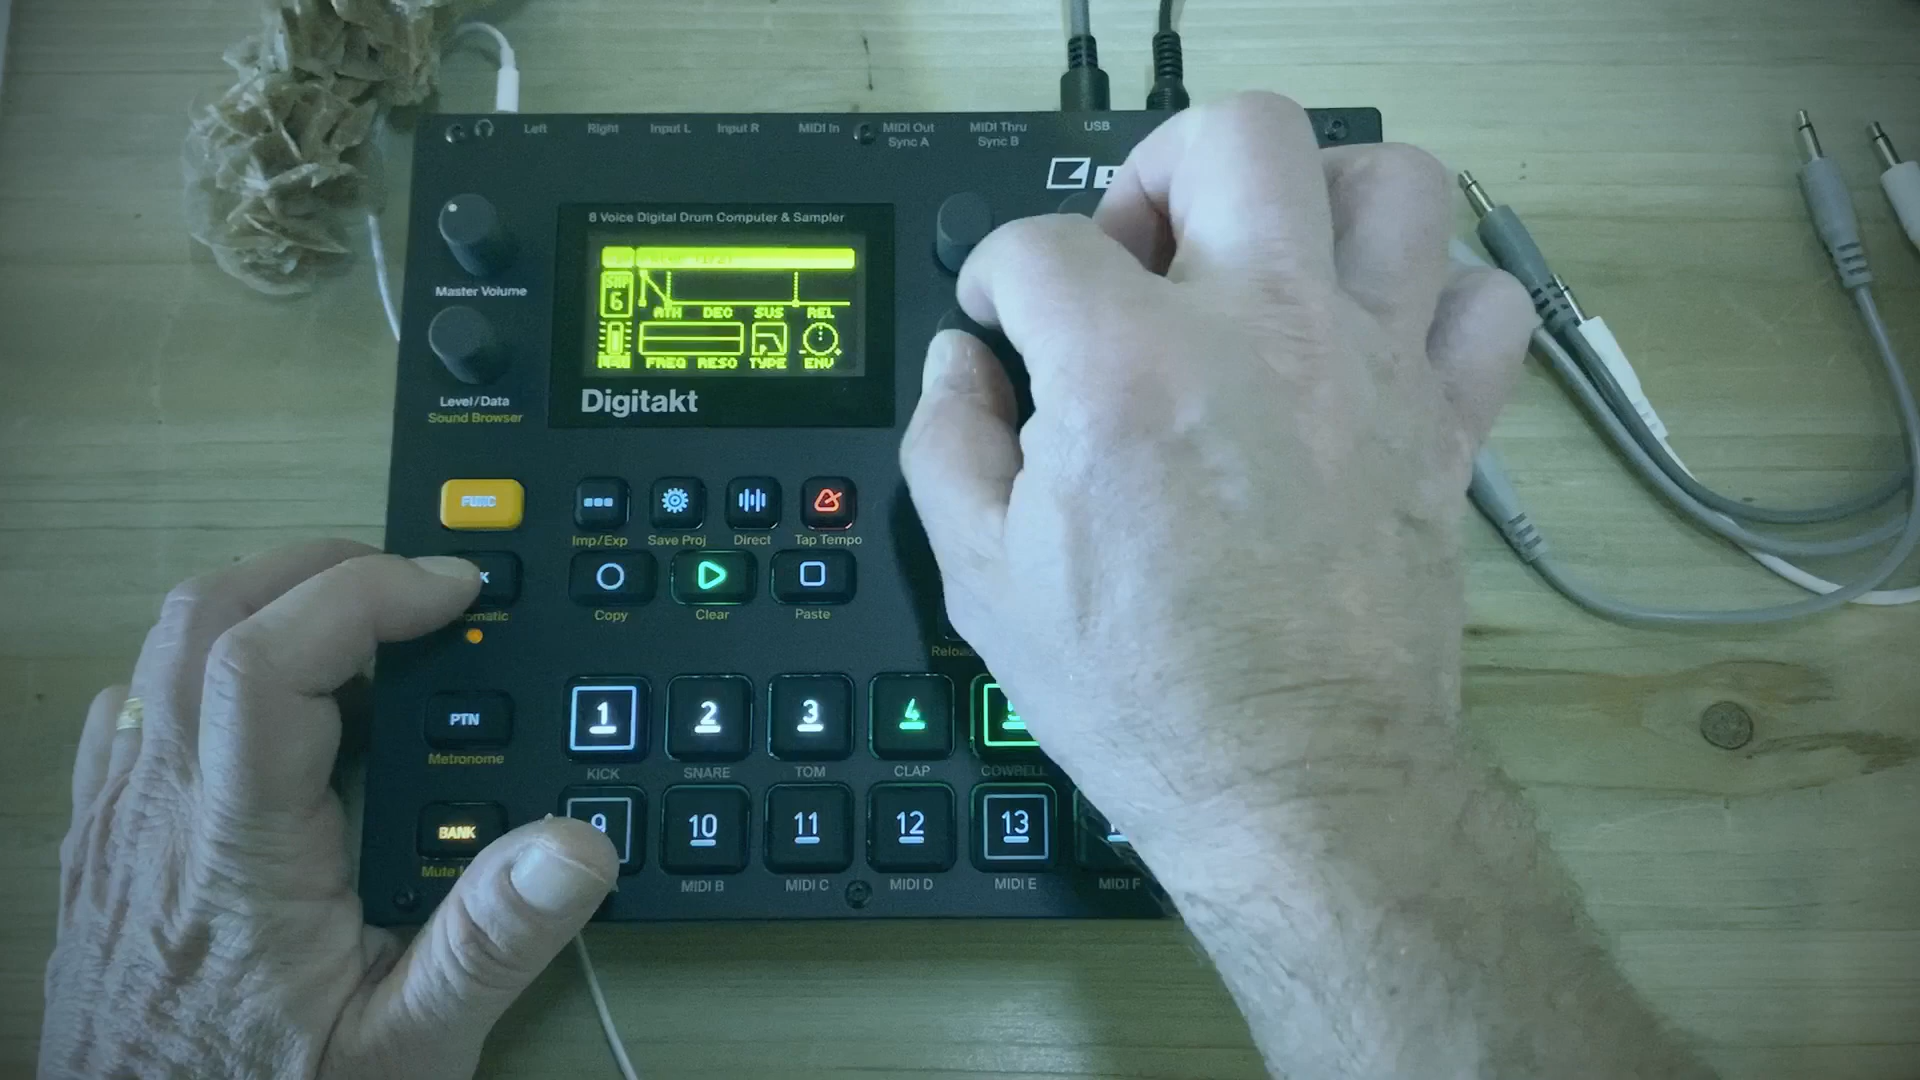 Left Right Input L Input R MIDI In MIDI Out MIDI Thru USB
Sync A Sync B
8 Voice Digital Drum Computer & Sampler
6
ATK DEC SUS REL
FREQ RESO TYPE ENV
Digitakt
Master Volume
Level/Data
Sound Browser
FUNC
Imp/Exp Save Proj Direct Tap Tempo
Copy Clear Paste
PTN
Metronome
BANK
1 2 3 4 5
KICK SNARE TOM CLAP COWBELL
9 10 11 12 13
MIDI B MIDI C MIDI D MIDI E MIDI F